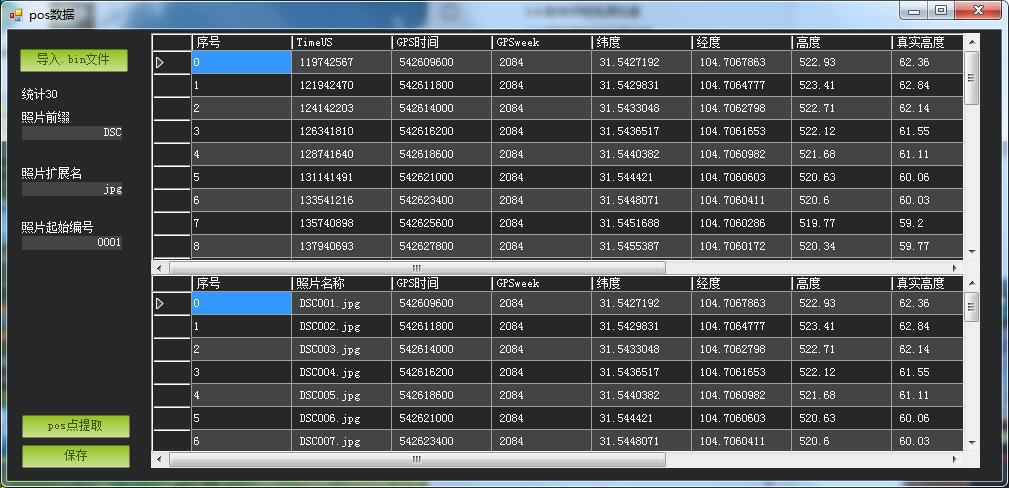 pos数据
导入.bin文件
统计30
照片前缀
DSC
照片扩展名
jpg
照片起始编号
0001
pos点提取
保存
序号 TimeUS GPS时间 GPSweek 纬度 经度 高度 真实高度
0 119742567 542609600 2084 31.5427192 104.7067863 522.93 62.36
1 121942470 542611800 2084 31.5429831 104.7064777 523.41 62.84
2 124142203 542614000 2084 31.5433048 104.7062798 522.71 62.14
3 126341810 542616200 2084 31.5436517 104.7061653 522.12 61.55
4 128741640 542618600 2084 31.5440382 104.7060982 521.68 61.11
5 131141491 542621000 2084 31.544421 104.7060603 520.63 60.06
6 133541216 542623400 2084 31.5448071 104.7060411 520.6 60.03
7 135740898 542625600 2084 31.5451688 104.7060286 519.77 59.2
8 137940693 542627800 2084 31.5455387 104.7060172 520.34 59.77
序号 照片名称 GPS时间 GPSweek 纬度 经度 高度 真实高度
0 DSC001.jpg 542609600 2084 31.5427192 104.7067863 522.93 62.36
1 DSC002.jpg 542611800 2084 31.5429831 104.7064777 523.41 62.84
2 DSC003.jpg 542614000 2084 31.5433048 104.7062798 522.71 62.14
3 DSC004.jpg 542616200 2084 31.5436517 104.7061653 522.12 61.55
4 DSC005.jpg 542618600 2084 31.5440382 104.7060982 521.68 61.11
5 DSC006.jpg 542621000 2084 31.544421 104.7060603 520.63 60.06
6 DSC007.jpg 542623400 2084 31.5448071 104.7060411 520.6 60.03